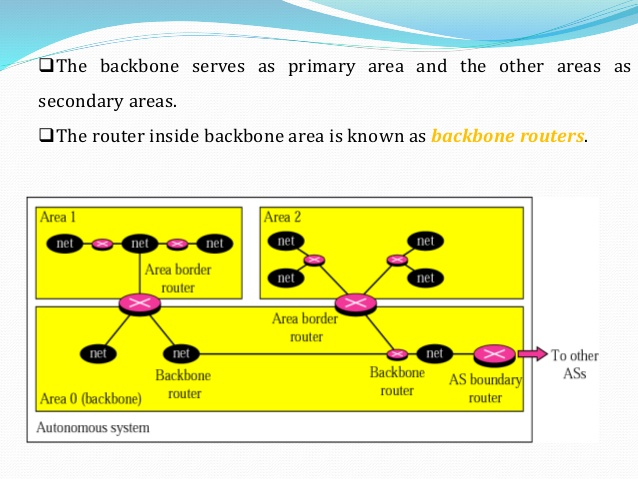 ❑The backbone serves as primary area and the other areas as
secondary areas.
❑The router inside backbone area is known as backbone routers.
Area 1
net
net
net
Area border
router
Area 2
net
net
net
net
Area border
router
net
net
Backbone
router
Backbone
router
net
AS boundary
router
To other
ASs
Area 0 (backbone)
Autonomous system